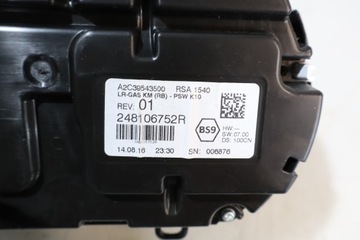 A2C39543500 RSA 1540
LR-GAS KM (RB) - PSW K10
REV: 01
248106752R
BS9
HW:---
SW: 07.00
DS: 100CN
14.08.16 23:30 SN: 006876